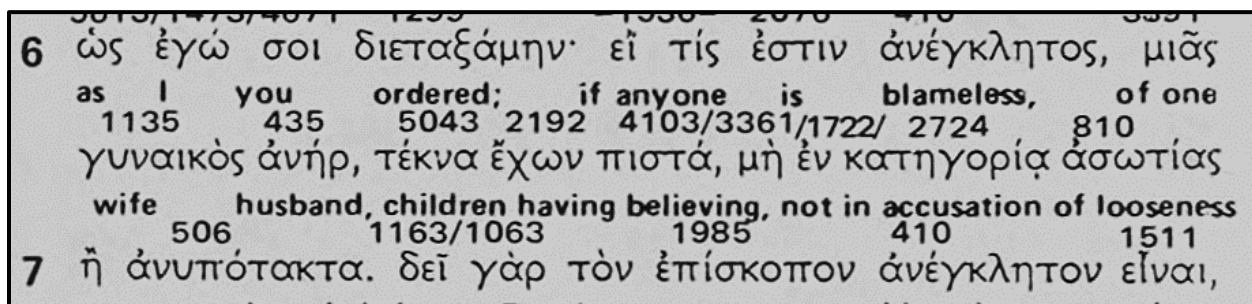 6 ὡς ἐγώ σοι διεταξάμην· εἴ τίς ἐστιν ἀνέγκλητος, μιᾶς
as I you ordered; if anyone is blameless, of one
1135 435 5043 2192 4103/3361/1722/ 2724 810
γυναικὸς ἀνήρ, τέκνα ἔχων πιστά, μὴ ἐν κατηγορίᾳ ἀσωτίας
wife husband, children having believing, not in accusation of looseness
506 1163/1063 1985 410 1511
7 ἢ ἀνυπότακτα. δεῖ γὰρ τὸν ἐπίσκοπον ἀνέγκλητον εἶναι,